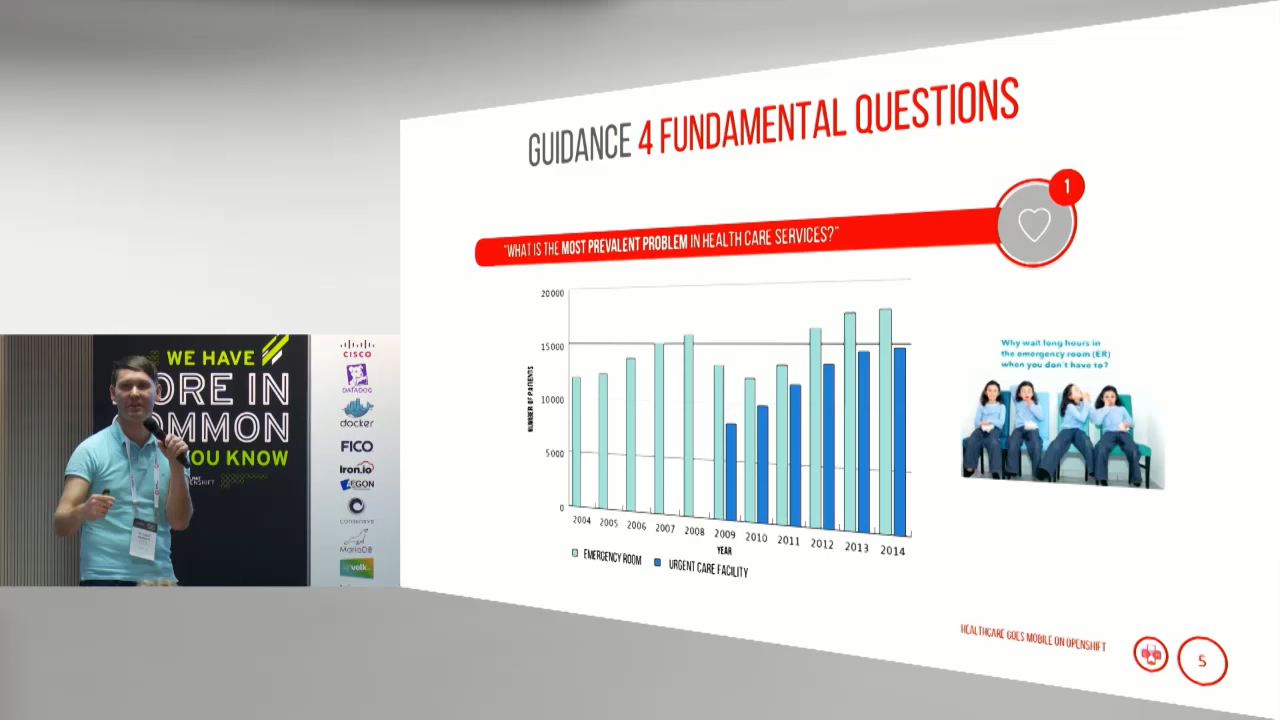 GUIDANCE 4 FUNDAMENTAL QUESTIONS
1
"WHAT IS THE MOST PREVALENT PROBLEM IN HEALTH CARE SERVICES?"
20000
15000
10000
5000
0
NUMBER OF PATIENTS
2004 2005 2006 2007 2008 2009 2010 2011 2012 2013 2014
YEAR
EMERGENCY ROOM URGENT CARE FACILITY
Why wait long hours in
the emergency room (ER)
when you don't have to?
HEALTHCARE GOES MOBILE ON OPENSHIFT
5
WE HAVE
ORE IN
OMMON
OU KNOW
OPENSHIFT
CISCO
DATADOG
docker
FICO
Iron.io
AEGON
MariaDB